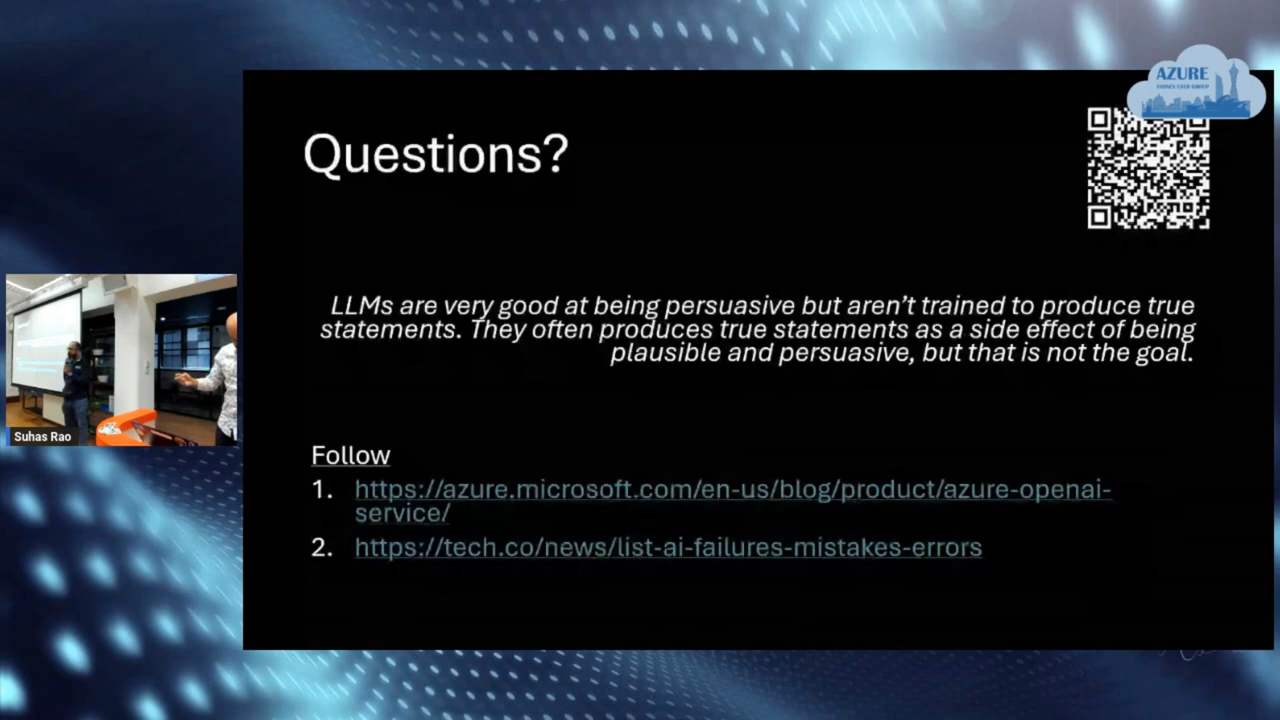 AZURE
SYDNEY USER GROUP
Questions?
LLMs are very good at being persuasive but aren't trained to produce true
statements. They often produces true statements as a side effect of being
plausible and persuasive, but that is not the goal.
Suhas Rao
Follow
1. https://azure.microsoft.com/en-us/blog/product/azure-openai-
service/
2. https://tech.co/news/list-ai-failures-mistakes-errors